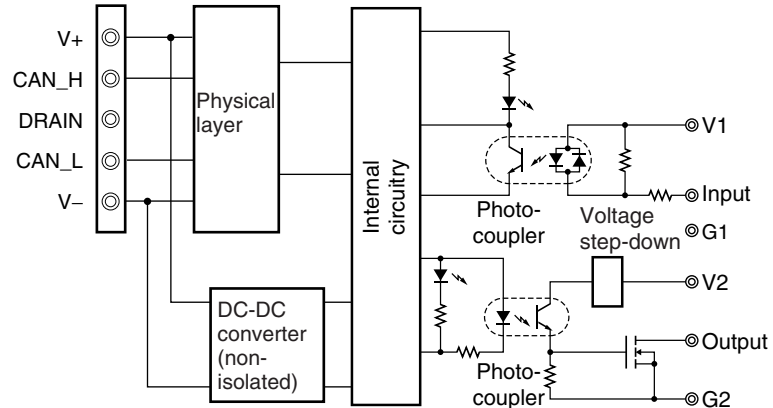 V+
CAN_H
DRAIN
CAN_L
V−
Physical
layer
DC-DC
converter
(non-
isolated)
Internal
circuitry
Photo-
coupler
Voltage
step-down
V1
Input
G1
V2
Output
G2
Photo-
coupler